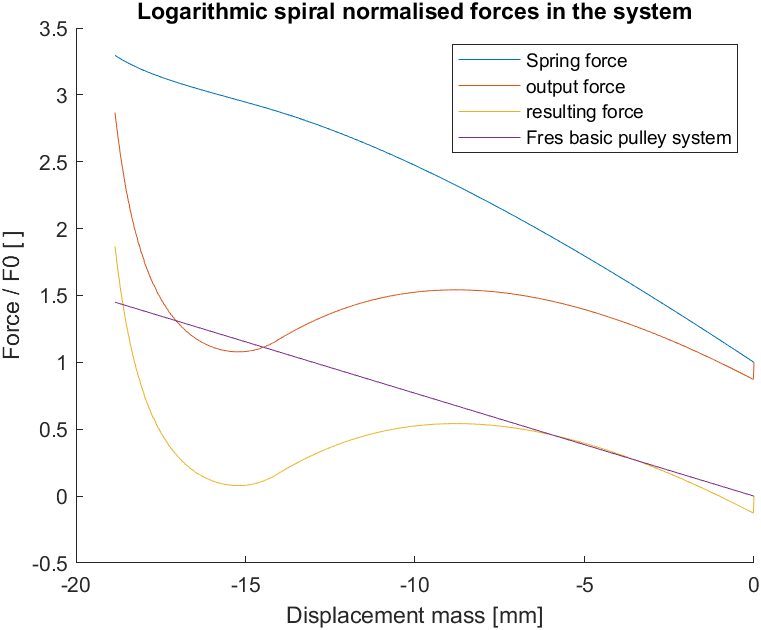 Logarithmic spiral normalised forces in the system
Spring force
output force
resulting force
Fres basic pulley system
3.5
3
2.5
2
1.5
1
0.5
0
-0.5
Force / F0 [ ]
-20
-15
-10
-5
0
Displacement mass [mm]